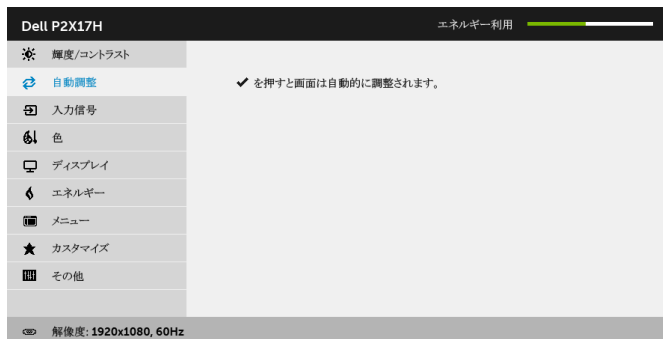 Dell P2X17H
エネルギー利用
輝度/コントラスト
自動調整
✔ を押すと画面は自動的に調整されます。
入力信号
色
ディスプレイ
エネルギー
メニュー
カスタマイズ
その他
解像度: 1920x1080, 60Hz